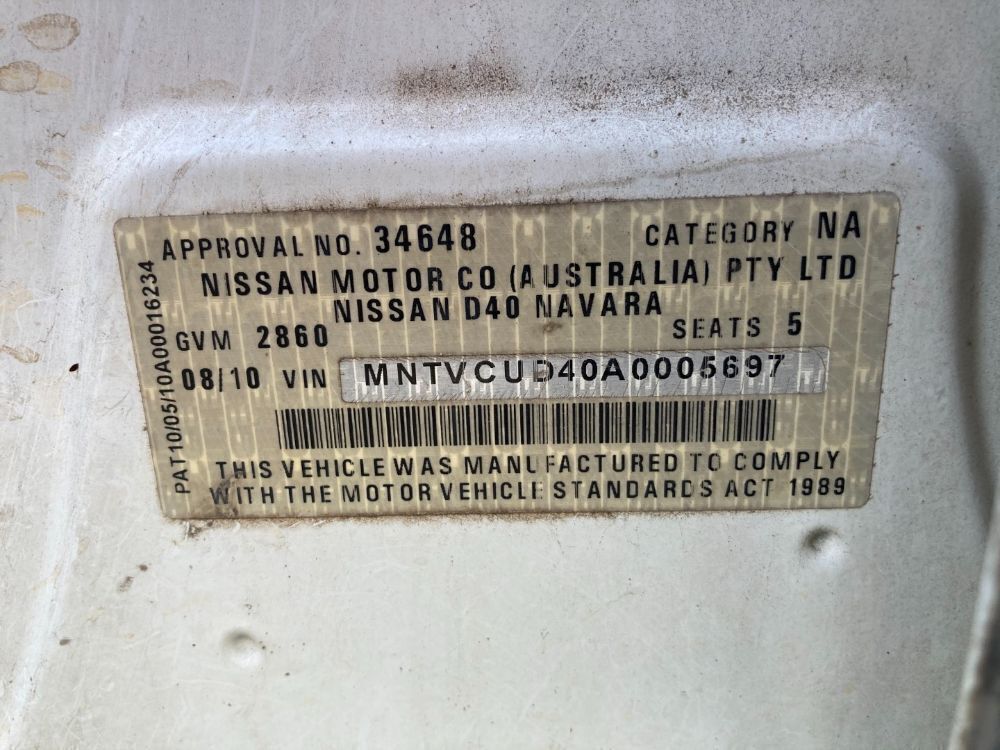 APPROVAL NO. 34648 CATEGORY NA
NISSAN MOTOR CO (AUSTRALIA) PTY LTD
NISSAN D40 NAVARA
GVM 2860 SEATS 5
08/10 VIN MNTVCUD40A0005697
THIS VEHICLE WAS MANUFACTURED TO COMPLY
WITH THE MOTOR VEHICLE STANDARDS ACT 1989
PAT10/05/10A00016234